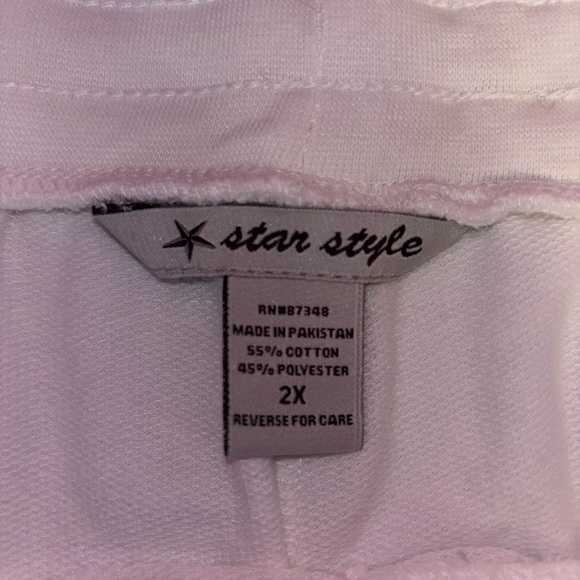 star style
RN#87348
MADE IN PAKISTAN
55% COTTON
45% POLYESTER
2X
REVERSE FOR CARE